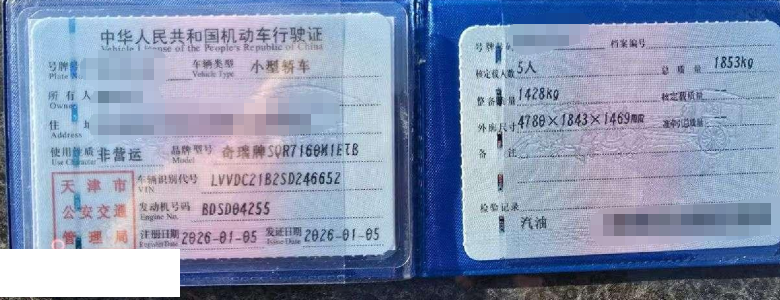 中华人民共和国机动车行驶证
Vehicle License of the People's Republic of China
号牌号
Plate No.
车辆类型 小型轿车
Vehicle Type
所有人
Owner
住
Address
使用性质 非营运 品牌型号 奇瑞牌SQR7160M1ETB
Use Character Model
天津市
公安交通
管理局
车辆识别代号 LVVDC21B2SD246652
VIN
发动机号码 BDSD04255
Engine No.
注册日期 2026-01-05 发证日期 2026-01-05
Register Date Issue Date
号牌号码 档案编号
核定载人数 5人 总质量 1853kg
整备质量 1428kg 核定载质量
外廓尺寸 4780×1843×1469mm
备注
检验记录
汽油